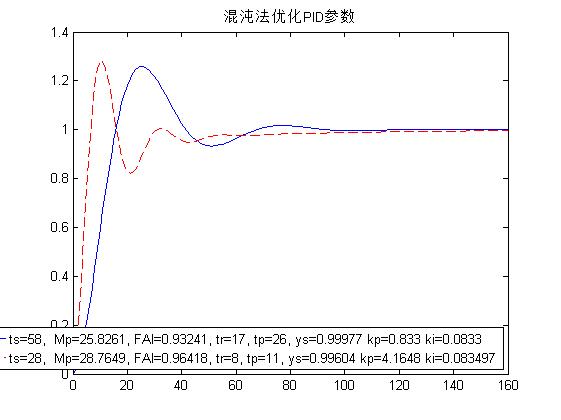 混沌法优化PID参数
1.4
1.2
1
0.8
0.6
0.4
0.2
ts=58, Mp=25.8261, FAI=0.93241, tr=17, tp=26, ys=0.99977 kp=0.833 ki=0.0833
ts=28, Mp=28.7649, FAI=0.96418, tr=8, tp=11, ys=0.99604 kp=4.1648 ki=0.083497
0
0 20 40 60 80 100 120 140 160